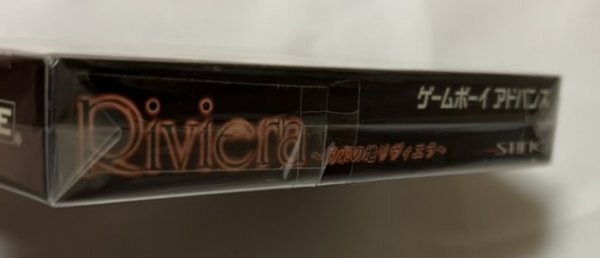 Riviera
～約束の地リヴィエラ～
ゲームボーイ アドバンス
STING
E®